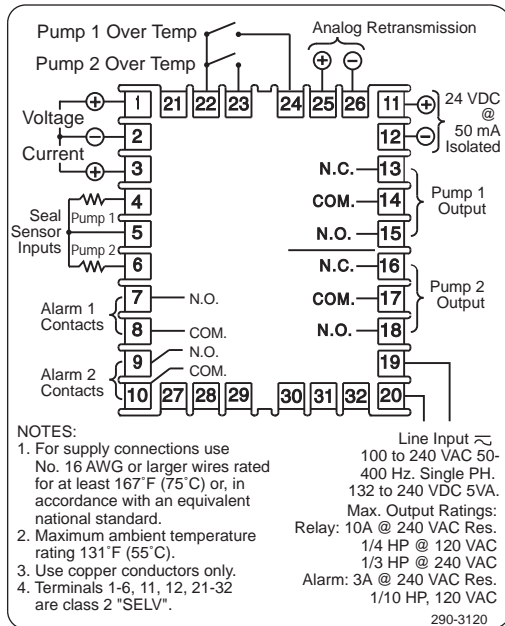 Pump 1 Over Temp
Pump 2 Over Temp
Analog Retransmission
+ −
1 21 22 23 24 25 26 11
+ 24 VDC
@
50 mA
Isolated
12 −
Voltage
Current
+
−
+
2
3
Seal
Sensor
Inputs
Pump 1
Pump 2
4
5
6
Alarm 1
Contacts
7 N.O.
8 COM.
Alarm 2
Contacts
9 N.O.
10 COM.
N.C. 13
COM. 14
N.O. 15
Pump 1
Output
N.C. 16
COM. 17
N.O. 18
Pump 2
Output
19
27 28 29 30 31 32 20
NOTES:
1. For supply connections use
No. 16 AWG or larger wires rated
for at least 167˚F (75˚C) or, in
accordance with an equivalent
national standard.
2. Maximum ambient temperature
rating 131˚F (55˚C).
3. Use copper conductors only.
4. Terminals 1-6, 11, 12, 21-32
are class 2 "SELV".
Line Input
100 to 240 VAC 50-
400 Hz. Single PH.
132 to 240 VDC 5VA.
Max. Output Ratings:
Relay: 10A @ 240 VAC Res.
1/4 HP @ 120 VAC
1/3 HP @ 240 VAC
Alarm: 3A @ 240 VAC Res.
1/10 HP, 120 VAC
290-3120